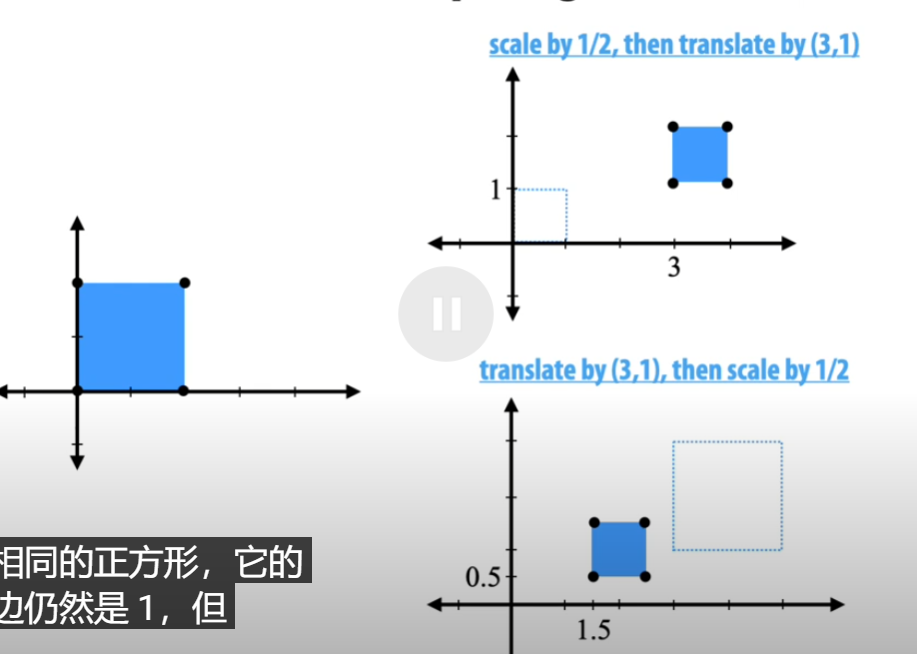 scale by 1/2, then translate by (3,1)
1
3
translate by (3,1), then scale by 1/2
0.5
1.5
相同的正方形，它的
边仍然是 1，但